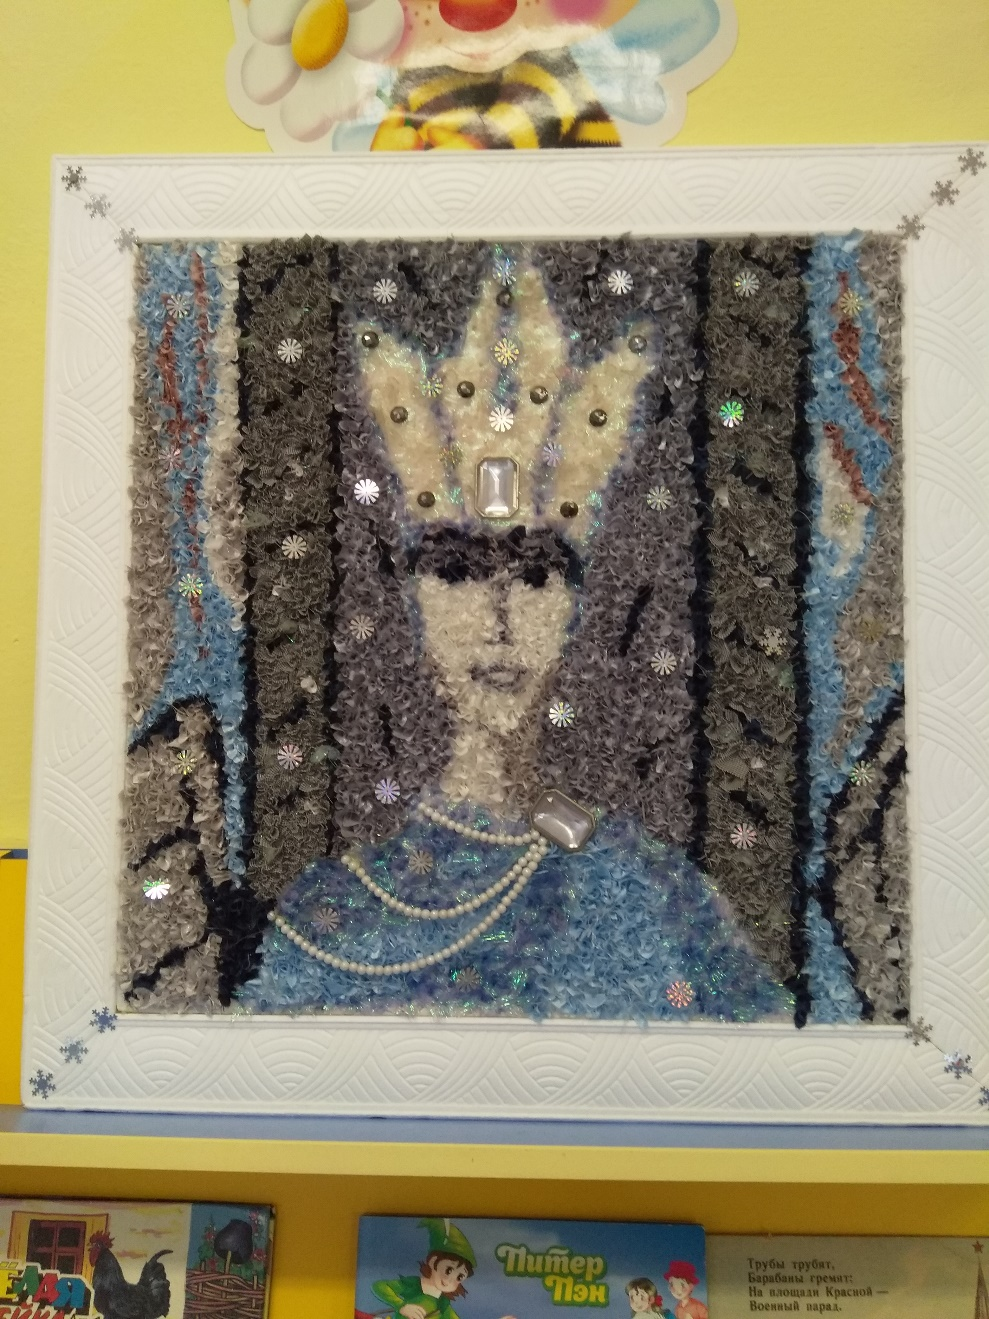 Питер
Пэн
Трубы трубят,
Барабаны гремят:
На площади Красной —
Военный парад.